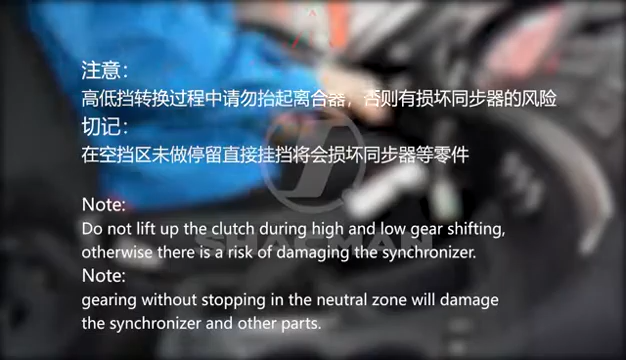 注意：
高低挡转换过程中请勿抬起离合器，否则有损坏同步器的风险
切记：
在空挡区未做停留直接挂挡将会损坏同步器等零件
Note:
Do not lift up the clutch during high and low gear shifting,
otherwise there is a risk of damaging the synchronizer.
Note:
gearing without stopping in the neutral zone will damage
the synchronizer and other parts.